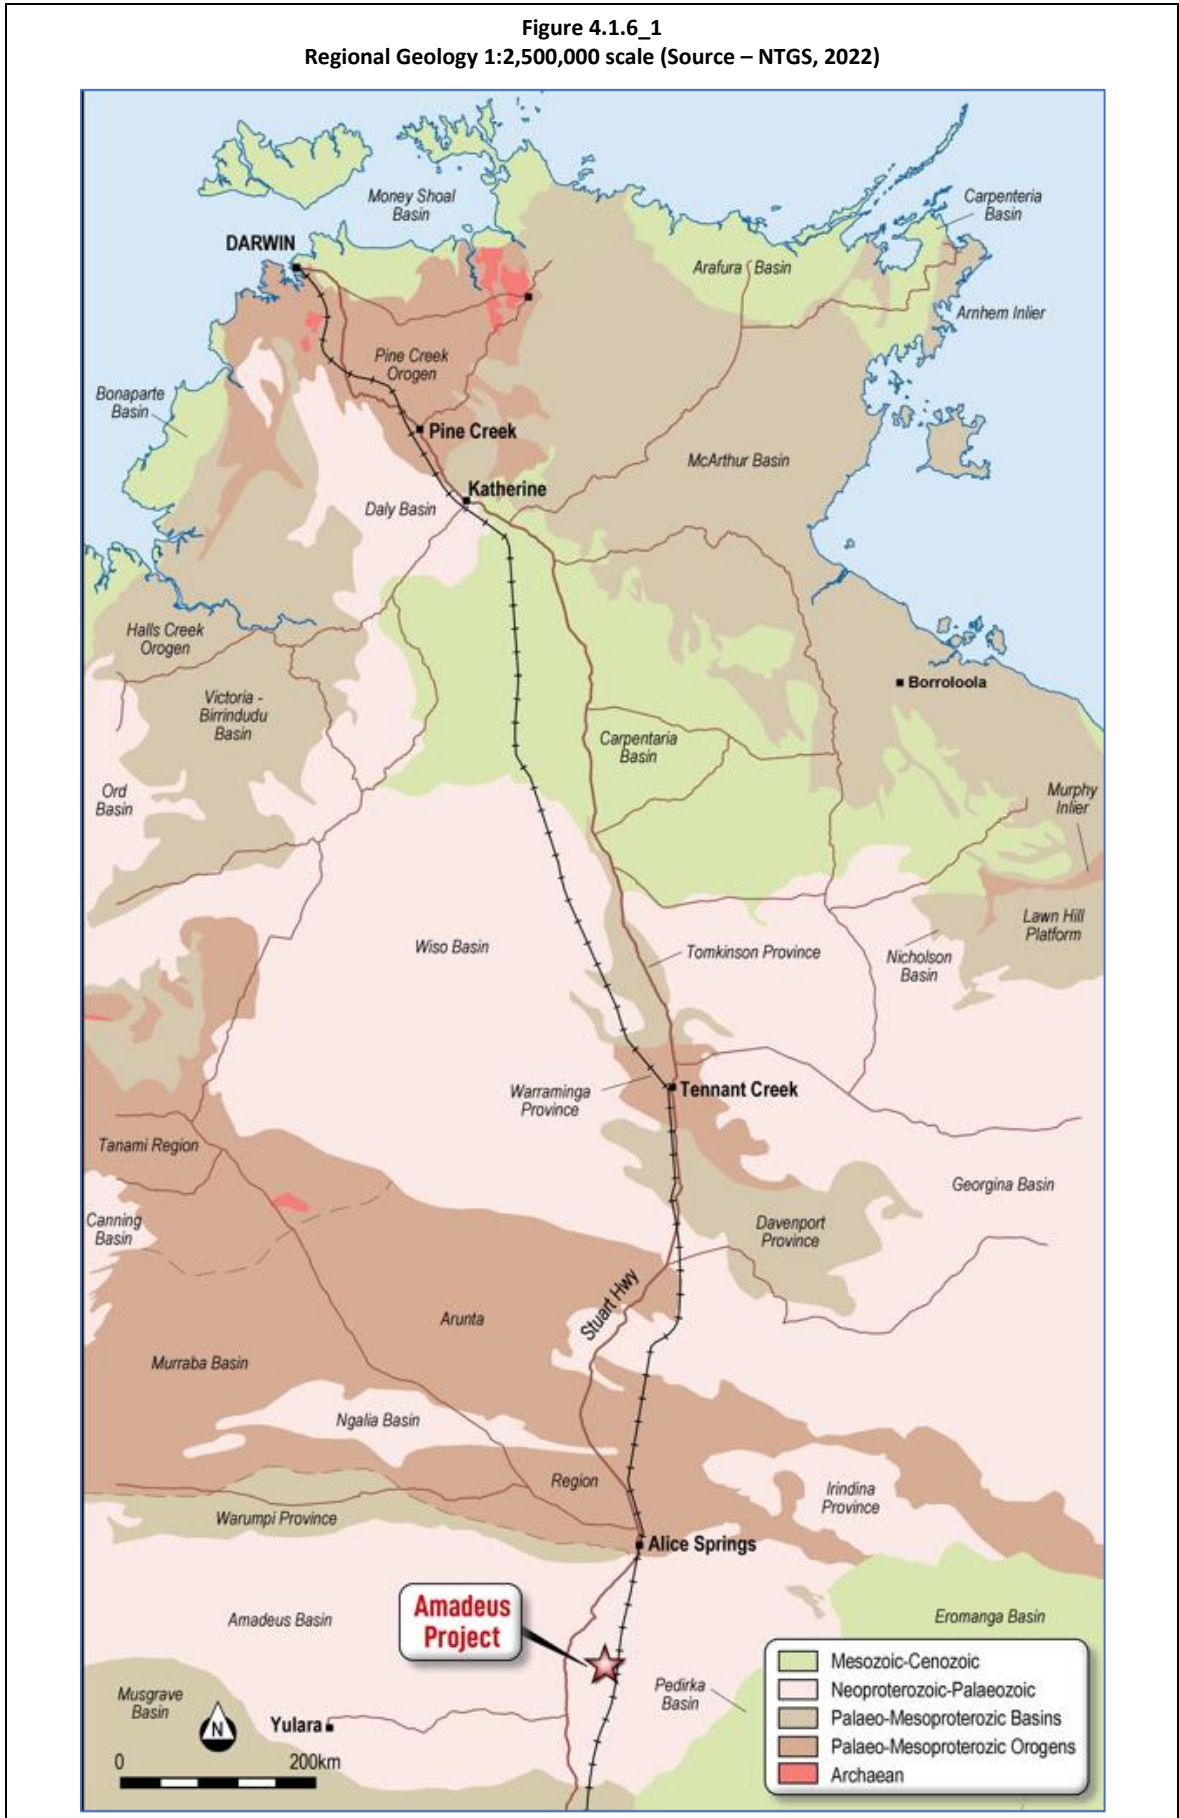 Figure 4.1.6_1
Regional Geology 1:2,500,000 scale (Source – NTGS, 2022)
Money Shoal
Basin
Carpenteria
Basin
DARWIN
Arafura Basin
Arnhem Inlier
Pine Creek
Orogen
Bonaparte
Basin
Pine Creek
McArthur Basin
Katherine
Daly Basin
Halls Creek
Orogen
Borroloola
Victoria -
Birrindudu
Basin
Carpentaria
Basin
Ord
Basin
Murphy
Inlier
Lawn Hill
Platform
Wiso Basin
Tomkinson Province
Nicholson
Basin
Warraminga
Province
Tennant Creek
Tanami Region
Georgina Basin
Canning
Basin
Davenport
Province
Stuart Hwy
Arunta
Murraba Basin
Ngalia Basin
Region
Irindina
Province
Warumpi Province
Alice Springs
Amadeus
Project
Amadeus Basin
Eromanga Basin
Musgrave
Basin
Pedirka
Basin
N
Yulara
0 200km
Mesozoic-Cenozoic
Neoproterozoic-Palaeozoic
Palaeo-Mesoproterozic Basins
Palaeo-Mesoproterozic Orogens
Archaean